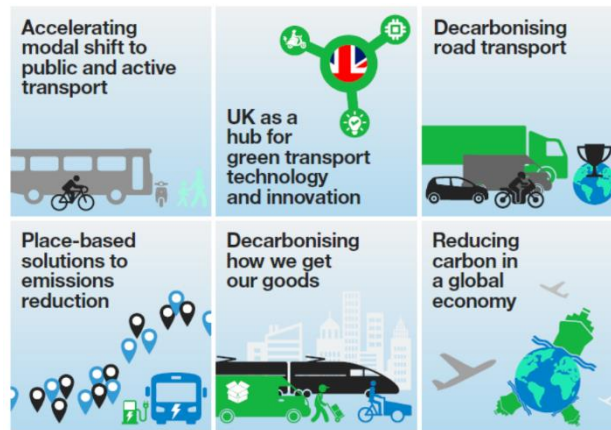 Accelerating
modal shift to
public and active
transport
UK as a
hub for
green transport
technology
and innovation
Decarbonising
road transport
Place-based
solutions to
emissions
reduction
Decarbonising
how we get
our goods
Reducing
carbon in
a global
economy